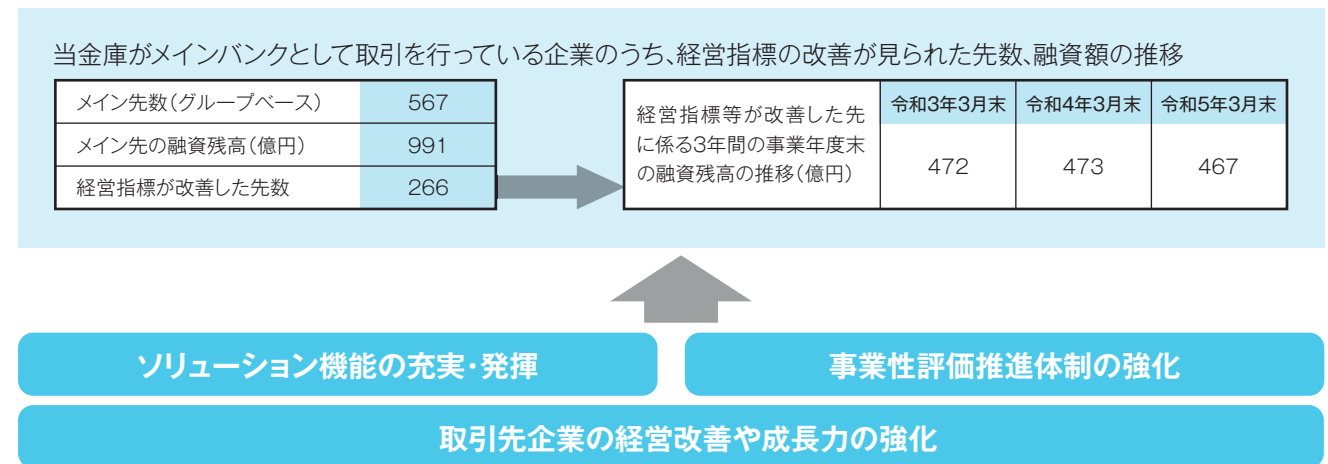 当金庫がメインバンクとして取引を行っている企業のうち、経営指標の改善が見られた先数、融資額の推移
メイン先数(グループベース) 567
メイン先の融資残高(億円) 991
経営指標が改善した先数 266
経営指標等が改善した先
に係る3年間の事業年度末
の融資残高の推移(億円)
令和3年3月末 令和4年3月末 令和5年3月末
472 473 467
ソリューション機能の充実・発揮
事業性評価推進体制の強化
取引先企業の経営改善や成長力の強化